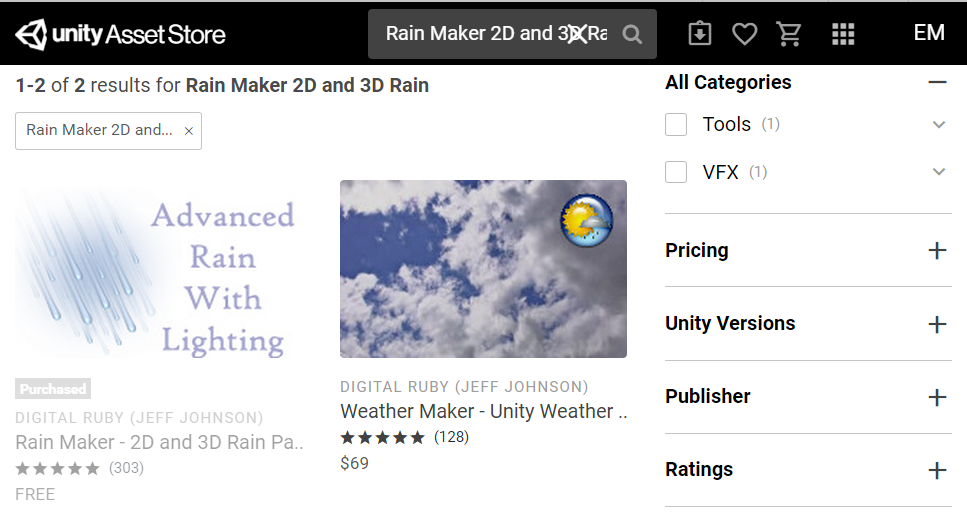 unity Asset Store
Rain Maker 2D and 3D Ra
EM
1-2 of 2 results for Rain Maker 2D and 3D Rain
Rain Maker 2D and... ×
Advanced
Rain
With
Lighting
Purchased
DIGITAL RUBY (JEFF JOHNSON)
Rain Maker - 2D and 3D Rain Pa..
(303)
FREE
DIGITAL RUBY (JEFF JOHNSON)
Weather Maker - Unity Weather ..
(128)
$69
All Categories
Tools (1)
VFX (1)
Pricing
Unity Versions
Publisher
Ratings